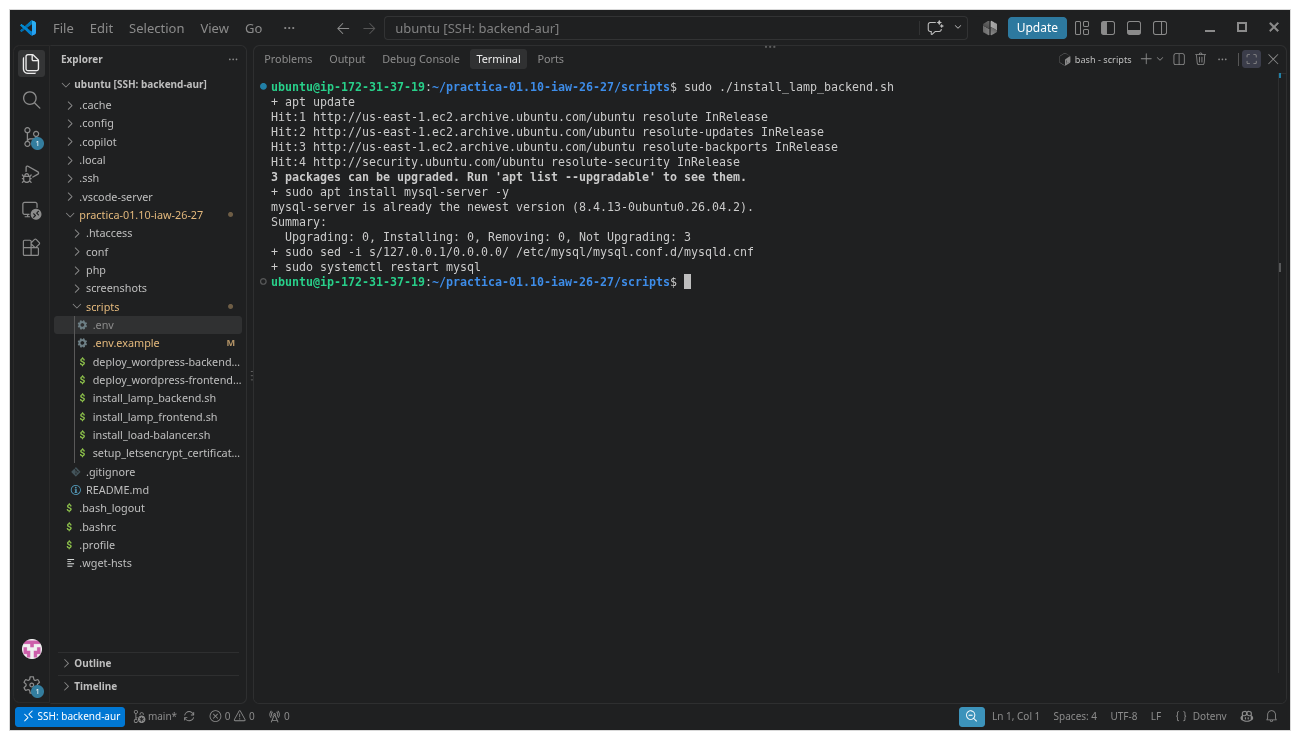 File Edit Selection View Go ··· ubuntu [SSH: backend-aur] Update
Explorer ···
ubuntu [SSH: backend-aur]
.cache
.config
.copilot
.local
.ssh
.vscode-server
practica-01.10-iaw-26-27
.htaccess
conf
php
screenshots
scripts
.env
.env.example M
deploy_wordpress-backend...
deploy_wordpress-frontend...
install_lamp_backend.sh
install_lamp_frontend.sh
install_load-balancer.sh
setup_letsencrypt_certificat...
.gitignore
README.md
.bash_logout
.bashrc
.profile
.wget-hsts
Outline
Timeline
1
1
Problems Output Debug Console Terminal Ports bash - scripts
ubuntu@ip-172-31-37-19:~/practica-01.10-iaw-26-27/scripts$ sudo ./install_lamp_backend.sh
+ apt update
Hit:1 http://us-east-1.ec2.archive.ubuntu.com/ubuntu resolute InRelease
Hit:2 http://us-east-1.ec2.archive.ubuntu.com/ubuntu resolute-updates InRelease
Hit:3 http://us-east-1.ec2.archive.ubuntu.com/ubuntu resolute-backports InRelease
Hit:4 http://security.ubuntu.com/ubuntu resolute-security InRelease
3 packages can be upgraded. Run 'apt list --upgradable' to see them.
+ sudo apt install mysql-server -y
mysql-server is already the newest version (8.4.13-0ubuntu0.26.04.2).
Summary:
  Upgrading: 0, Installing: 0, Removing: 0, Not Upgrading: 3
+ sudo sed -i s/127.0.0.1/0.0.0.0/ /etc/mysql/mysql.conf.d/mysqld.cnf
+ sudo systemctl restart mysql
ubuntu@ip-172-31-37-19:~/practica-01.10-iaw-26-27/scripts$
SSH: backend-aur main* 0 0 0 Ln 1, Col 1 Spaces: 4 UTF-8 LF { } Dotenv